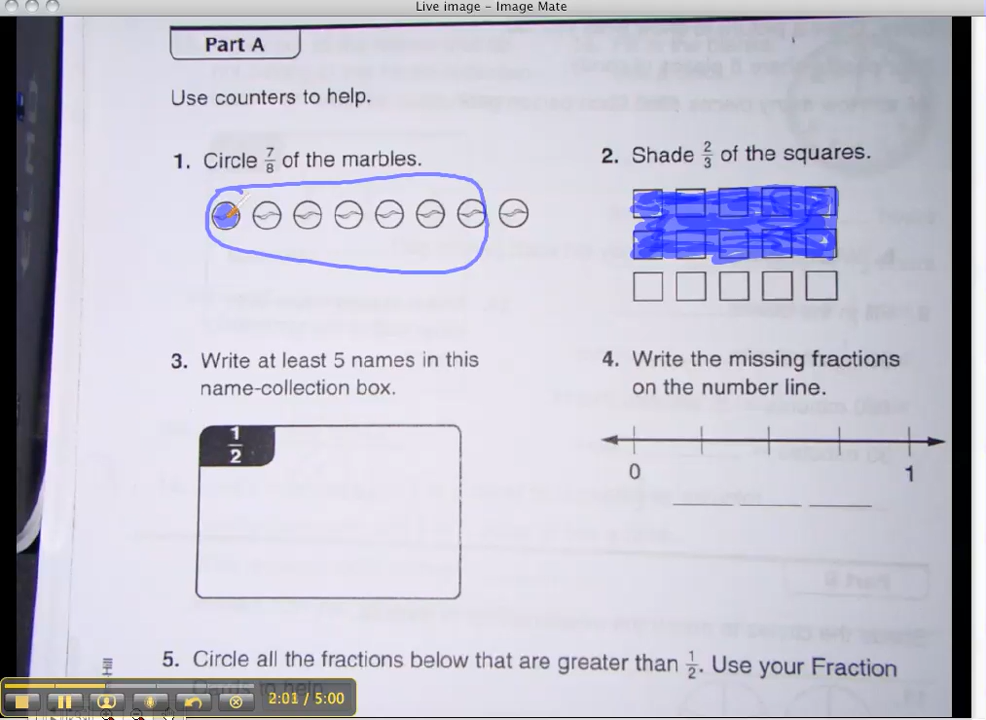 Live image - Image Mate
Part A
Use counters to help.
1. Circle 7/8 of the marbles.
2. Shade 2/3 of the squares.
3. Write at least 5 names in this
name-collection box.
1/2
4. Write the missing fractions
on the number line.
0 1
5. Circle all the fractions below that are greater than 1/2. Use your Fraction
2:01 / 5:00